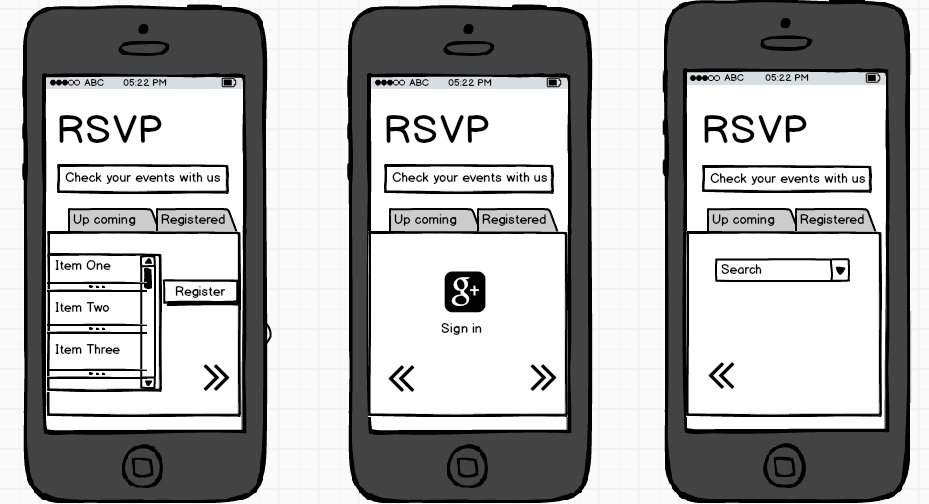 ABC 05:22 PM
RSVP
Check your events with us
Up coming Registered
Item One
Register
Item Two
Item Three
ABC 05:22 PM
RSVP
Check your events with us
Up coming Registered
g+
Sign in
ABC 05:22 PM
RSVP
Check your events with us
Up coming Registered
Search